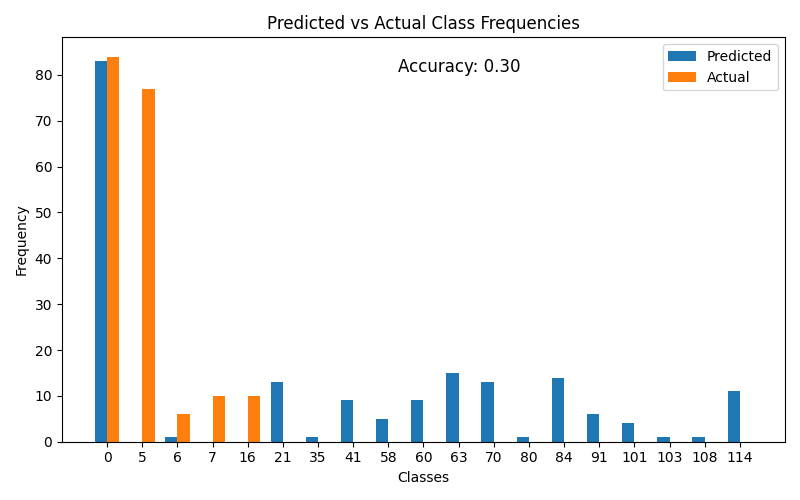 Predicted vs Actual Class Frequencies
Accuracy: 0.30
Predicted
Actual
Frequency
80
70
60
50
40
30
20
10
0
0 5 6 7 16 21 35 41 58 60 63 70 80 84 91 101 103 108 114
Classes